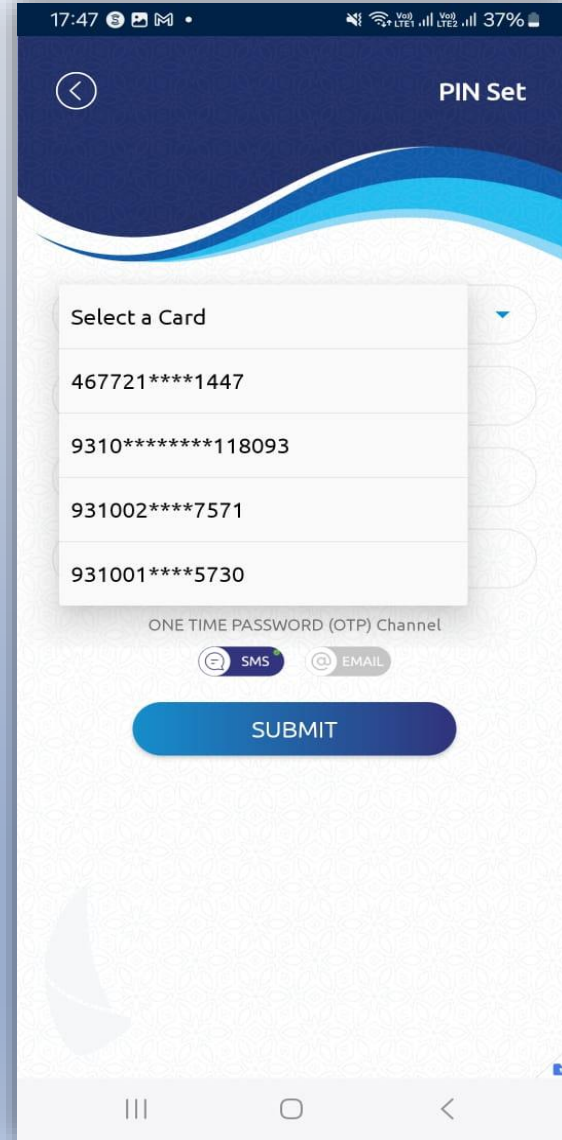 17:47 37%
PIN Set
Select a Card
467721****1447
9310********118093
931002****7571
931001****5730
ONE TIME PASSWORD (OTP) Channel
SMS EMAIL
SUBMIT